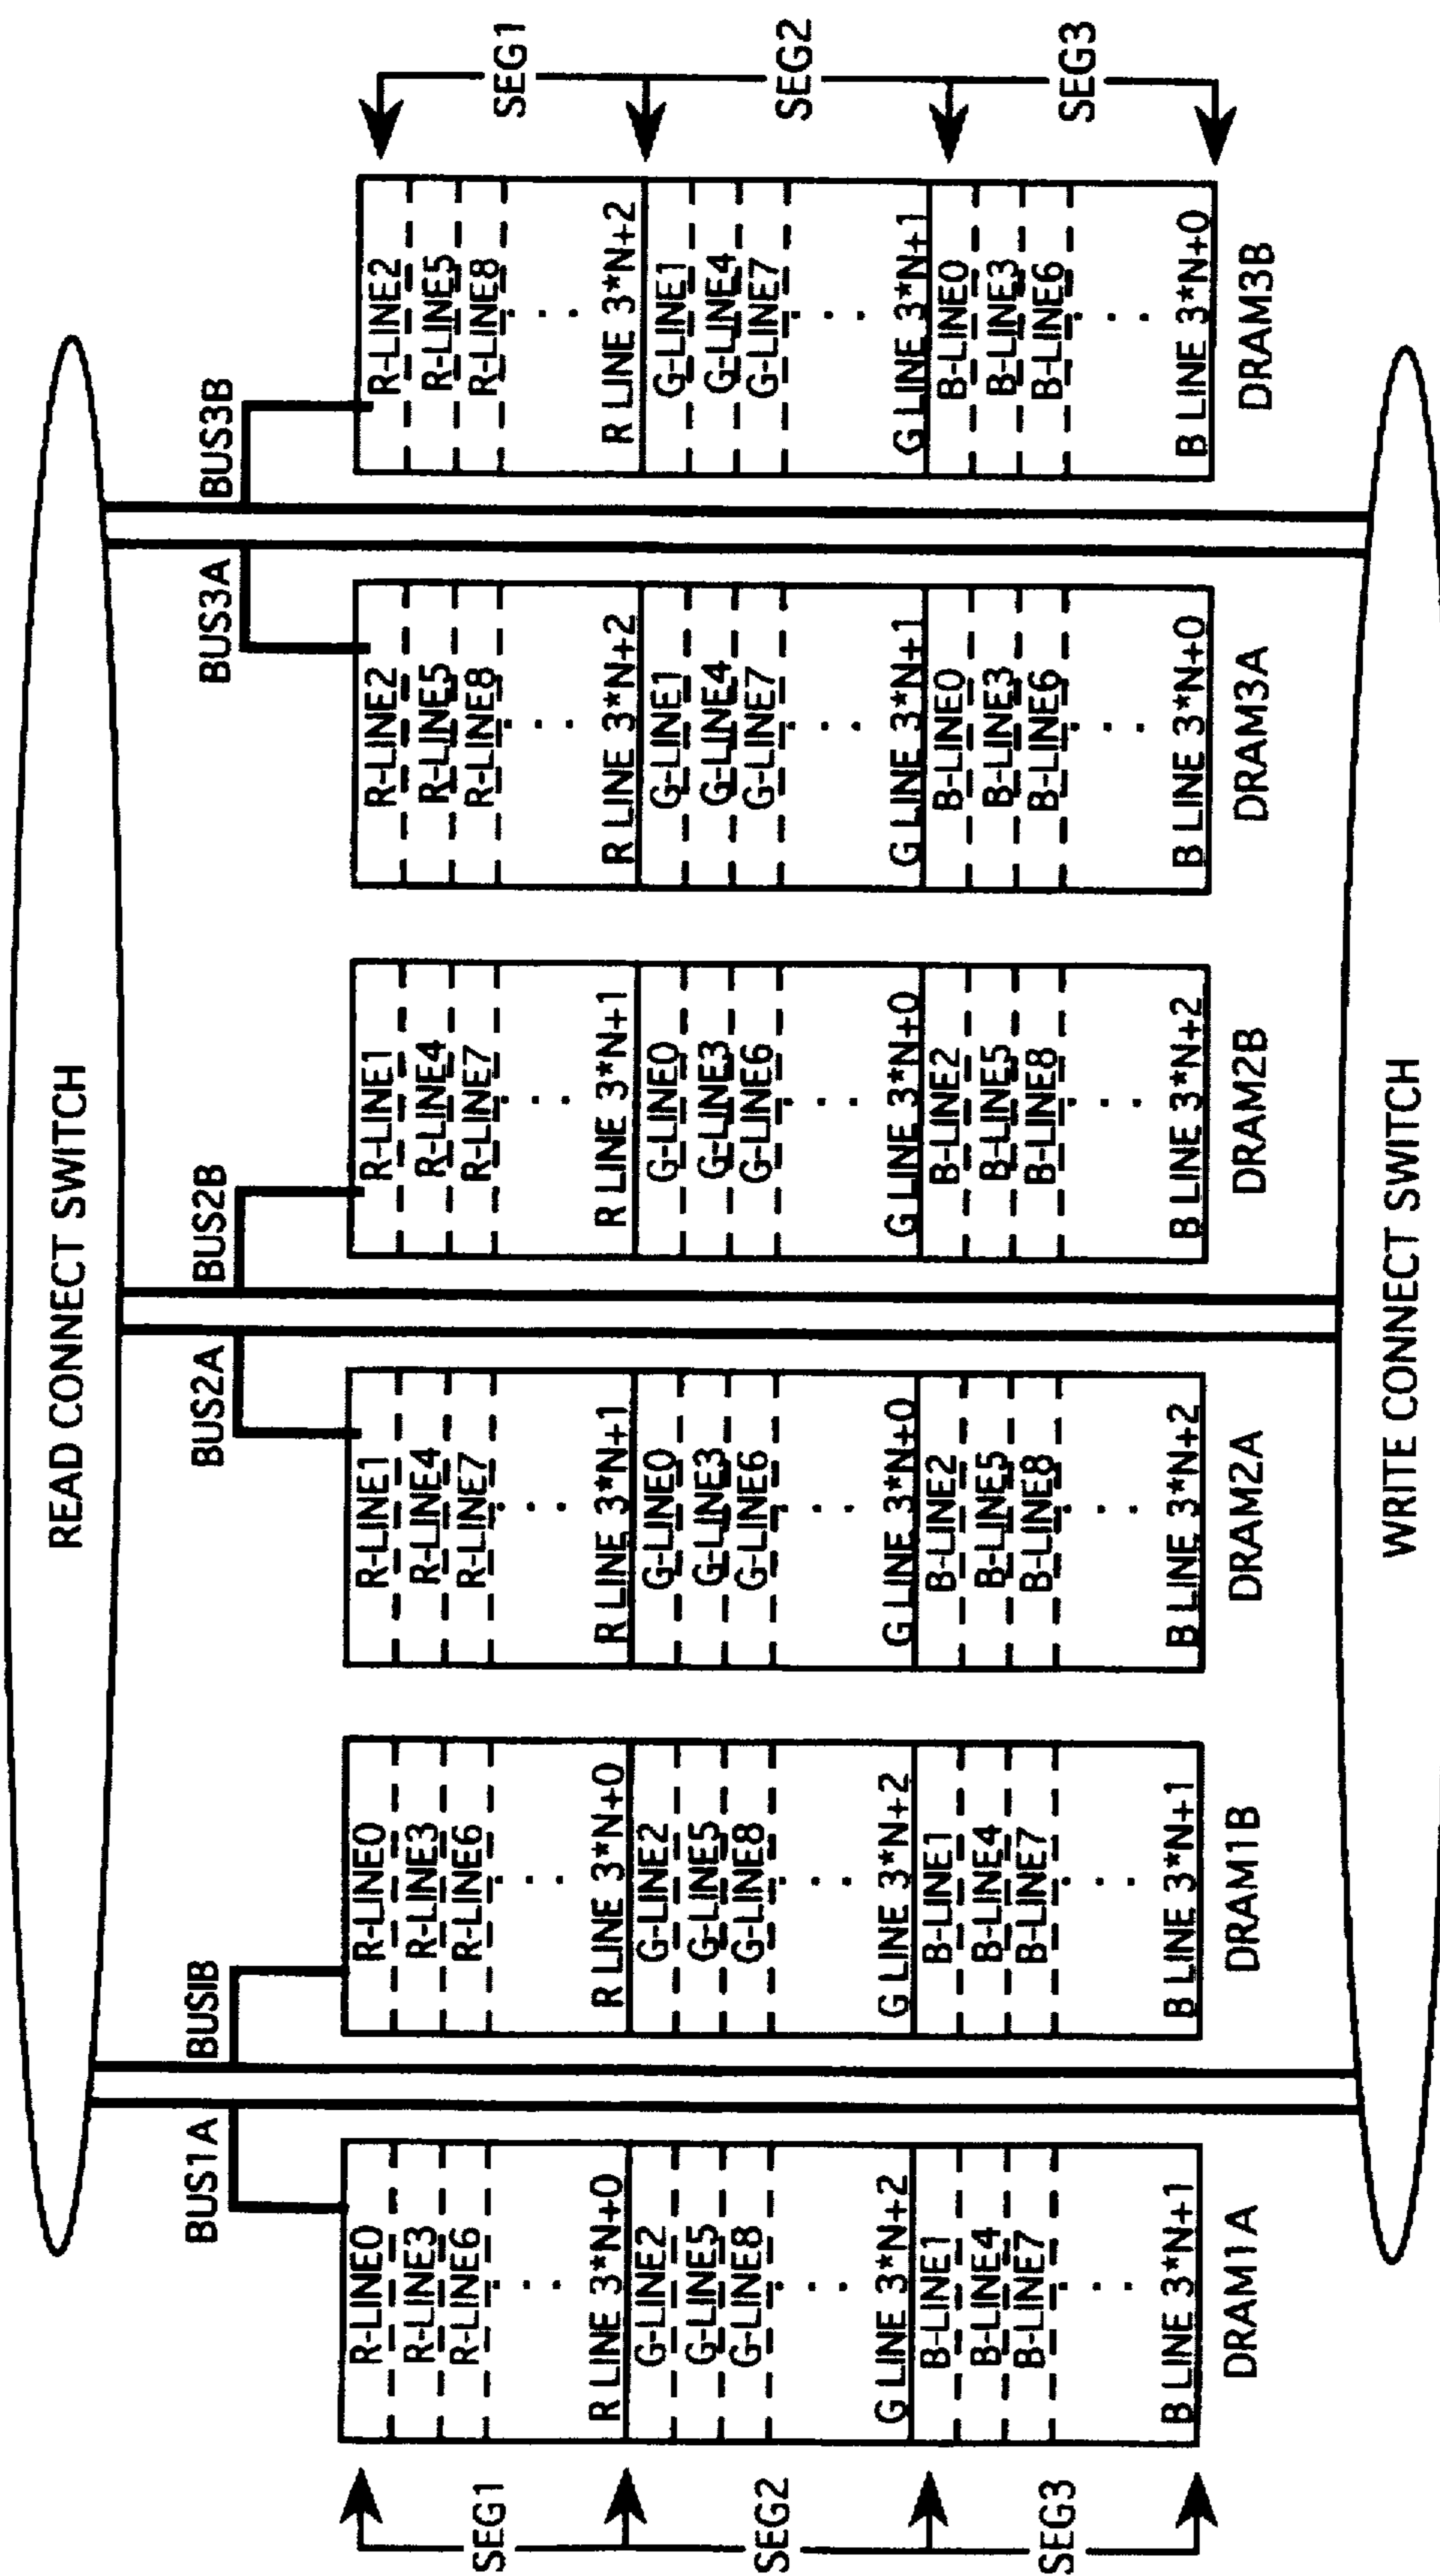 READ CONNECT SWITCH
BUS1A
BUS1B
BUS2A
BUS2B
BUS3A
BUS3B
SEG1
SEG2
SEG3
R-LINE0
R-LINE3
R-LINE6
R LINE 3*N+0
G-LINE2
G-LINE5
G-LINE8
G LINE 3*N+2
B-LINE1
B-LINE4
B-LINE7
B LINE 3*N+1
DRAM1A
R-LINE0
R-LINE3
R-LINE6
R LINE 3*N+0
G-LINE2
G-LINE5
G-LINE8
G LINE 3*N+2
B-LINE1
B-LINE4
B-LINE7
B LINE 3*N+1
DRAM1B
R-LINE1
R-LINE4
R-LINE7
R LINE 3*N+1
G-LINE0
G-LINE3
G-LINE6
G LINE 3*N+0
B-LINE2
B-LINE5
B-LINE8
B LINE 3*N+2
DRAM2A
R-LINE1
R-LINE4
R-LINE7
R LINE 3*N+1
G-LINE0
G-LINE3
G-LINE6
G LINE 3*N+0
B-LINE2
B-LINE5
B-LINE8
B LINE 3*N+2
DRAM2B
R-LINE2
R-LINE5
R-LINE8
R LINE 3*N+2
G-LINE1
G-LINE4
G-LINE7
G LINE 3*N+1
B-LINE0
B-LINE3
B-LINE6
B LINE 3*N+0
DRAM3A
R-LINE2
R-LINE5
R-LINE8
R LINE 3*N+2
G-LINE1
G-LINE4
G-LINE7
G LINE 3*N+1
B-LINE0
B-LINE3
B-LINE6
B LINE 3*N+0
DRAM3B
SEG1
SEG2
SEG3
WRITE CONNECT SWITCH